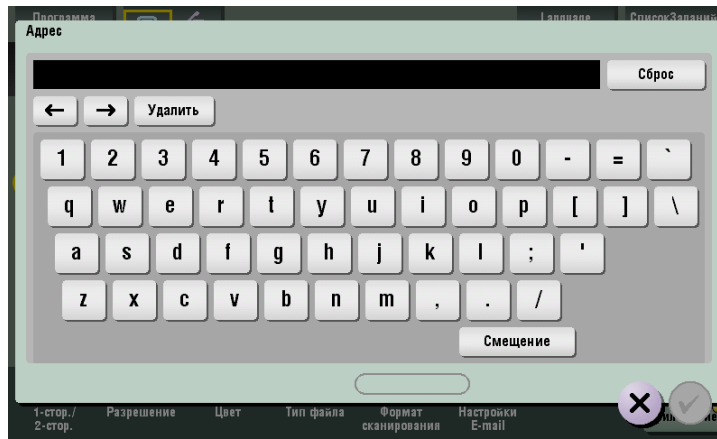 Программа
Language
СписокЗаданий
Адрес
Сброс
← → Удалить
1 2 3 4 5 6 7 8 9 0 - = `
q w e r t y u i o p [ ] \
a s d f g h j k l ; '
z x c v b n m , . /
Смещение
1-стор./ Разрешение Цвет Тип файла Формат Настройки
2-стор. сканирования E-mail